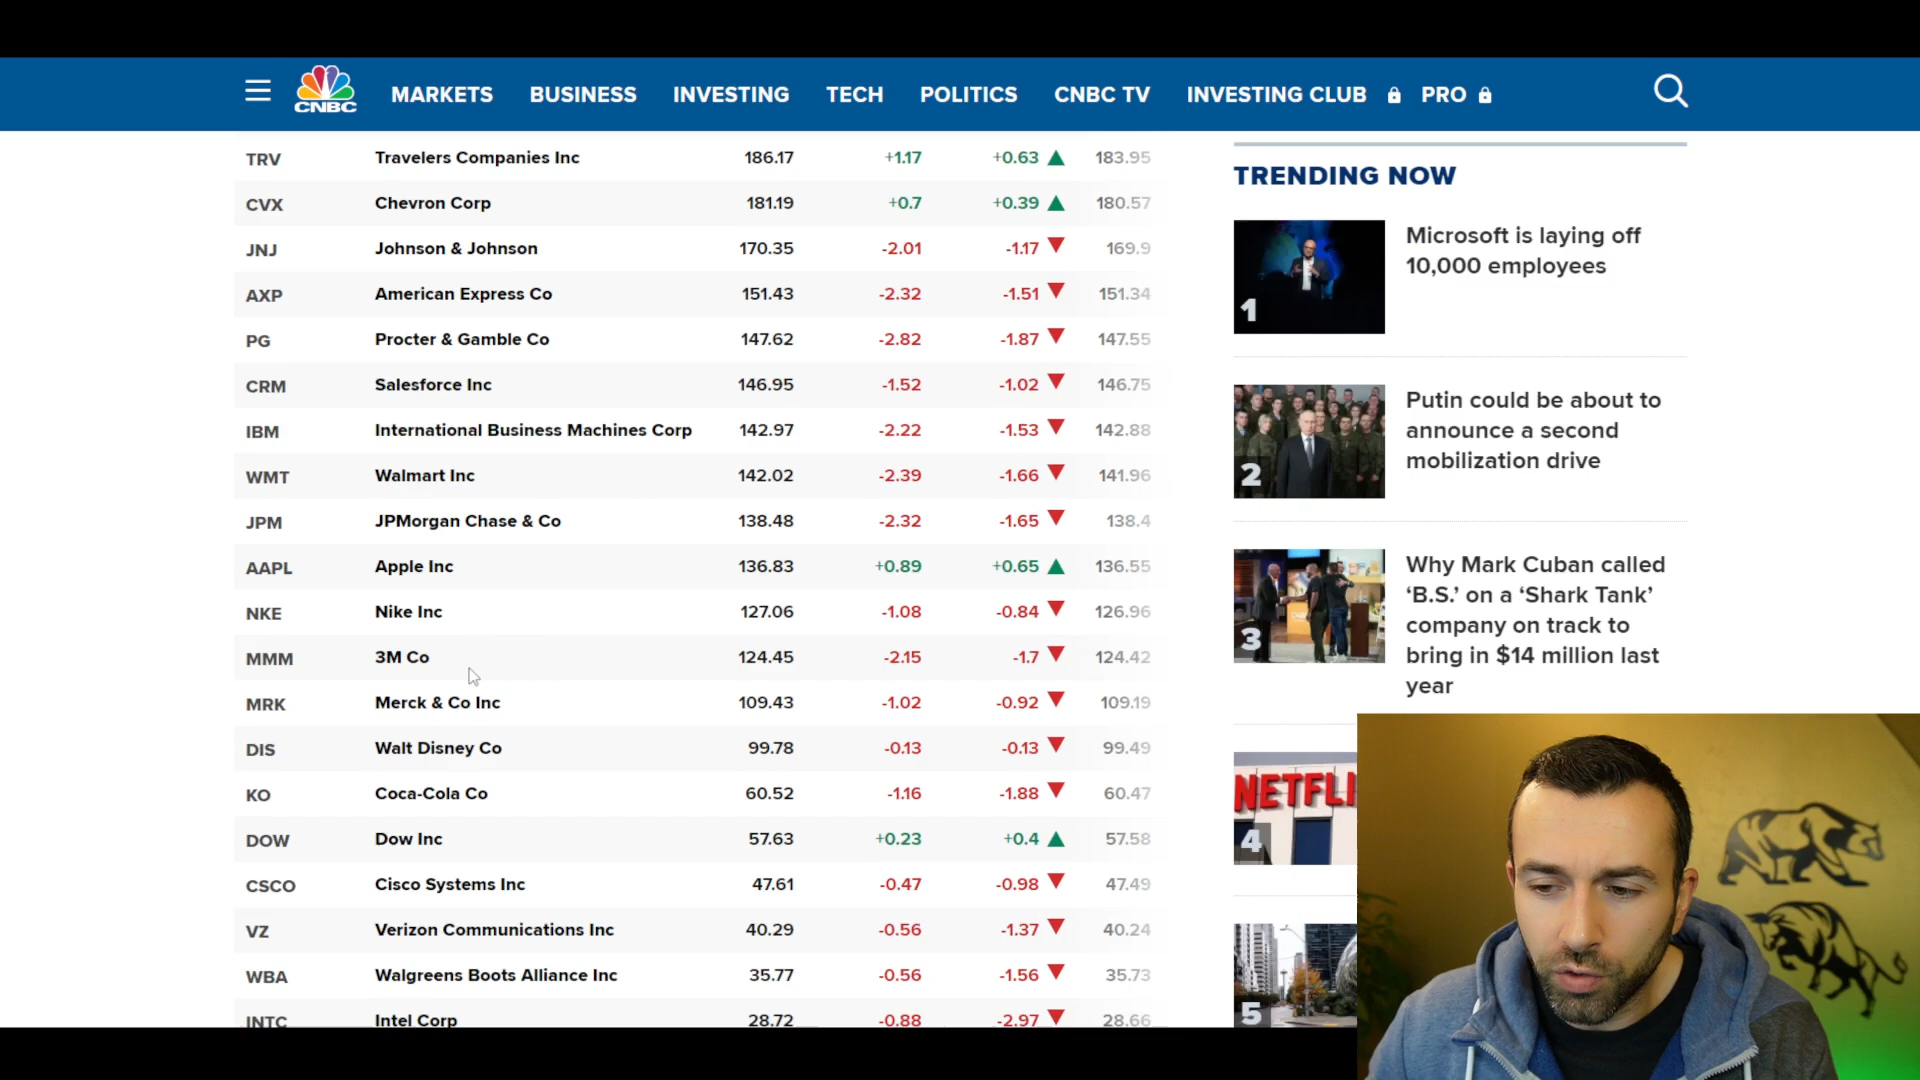 CNBC MARKETS BUSINESS INVESTING TECH POLITICS CNBC TV INVESTING CLUB PRO
TRV Travelers Companies Inc 186.17 +1.17 +0.63 183.95
CVX Chevron Corp 181.19 +0.7 +0.39 180.57
JNJ Johnson & Johnson 170.35 -2.01 -1.17 169.9
AXP American Express Co 151.43 -2.32 -1.51 151.34
PG Procter & Gamble Co 147.62 -2.82 -1.87 147.55
CRM Salesforce Inc 146.95 -1.52 -1.02 146.75
IBM International Business Machines Corp 142.97 -2.22 -1.53 142.88
WMT Walmart Inc 142.02 -2.39 -1.66 141.96
JPM JPMorgan Chase & Co 138.48 -2.32 -1.65 138.4
AAPL Apple Inc 136.83 +0.89 +0.65 136.55
NKE Nike Inc 127.06 -1.08 -0.84 126.96
MMM 3M Co 124.45 -2.15 -1.7 124.42
MRK Merck & Co Inc 109.43 -1.02 -0.92 109.19
DIS Walt Disney Co 99.78 -0.13 -0.13 99.49
KO Coca-Cola Co 60.52 -1.16 -1.88 60.47
DOW Dow Inc 57.63 +0.23 +0.4 57.58
CSCO Cisco Systems Inc 47.61 -0.47 -0.98 47.49
VZ Verizon Communications Inc 40.29 -0.56 -1.37 40.24
WBA Walgreens Boots Alliance Inc 35.77 -0.56 -1.56 35.73
INTC Intel Corp 28.72 -0.88 -2.97 28.66
TRENDING NOW
1
Microsoft is laying off
10,000 employees
2
Putin could be about to
announce a second
mobilization drive
3
Why Mark Cuban called
‘B.S.’ on a ‘Shark Tank’
company on track to
bring in $14 million last
year
NETFLI
4
5